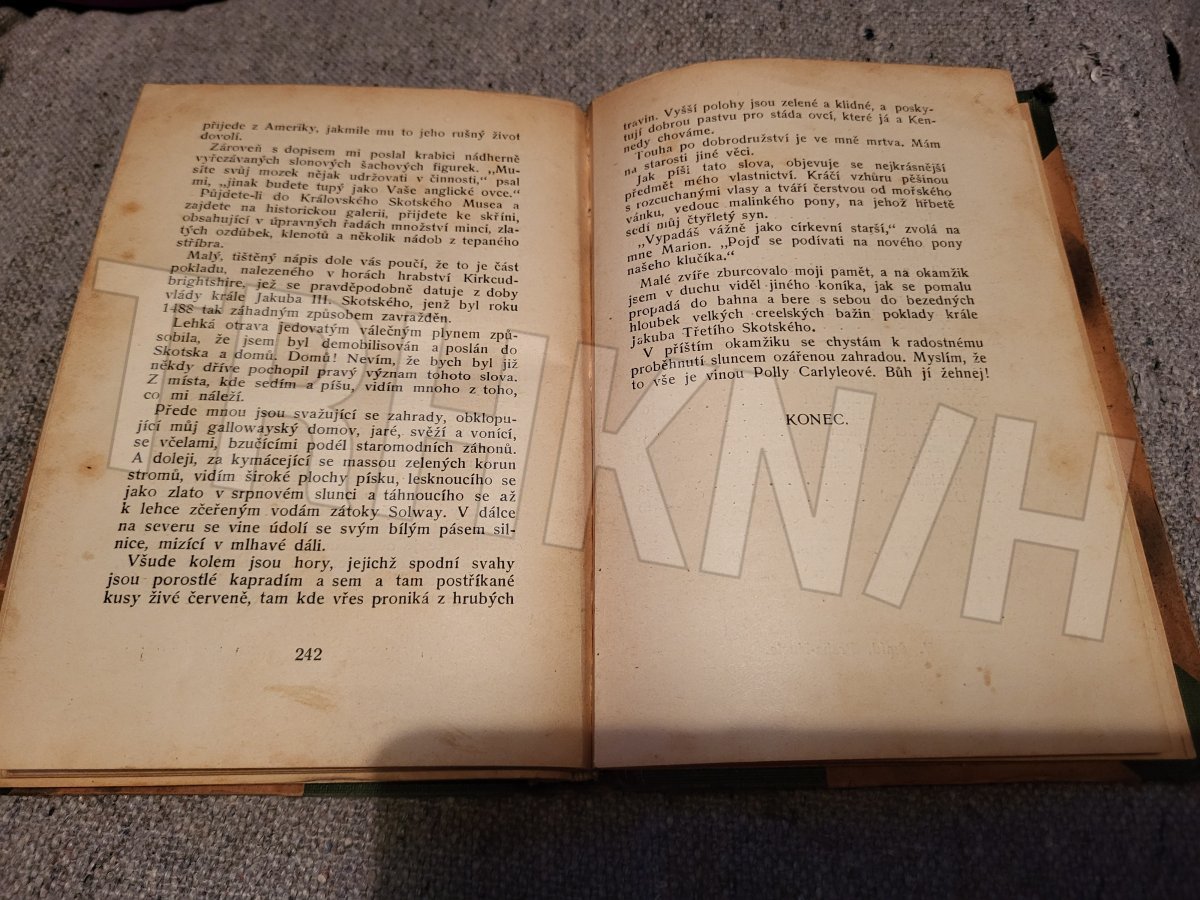 přijede z Ameriky, jakmile mu to jeho rušný život
dovolí.
Zároveň s dopisem mi poslal krabici nádherně
vyřezávaných slonových šachových figurek. „Mu-
síte svůj mozek nějak udržovati v činnosti,“ psal
mi, „jinak budete tupý jako Vaše anglické ovce.“
Půjdete-li do Královského Skotského Musea a
zajdete na historickou galerii, přijdete ke skříni,
obsahující v úpravných řadách množství mincí, zla-
tých ozdůbek, klenotů a několik nádob z tepaného
stříbra.
Malý, tištěný nápis dole vás poučí, že to je část
pokladu, nalezeného v horách hrabství Kirkcud-
brightshire, jež se pravděpodobně datuje z doby
vlády krále Jakuba III. Skotského, jenž byl roku
1488 tak záhadným způsobem zavražděn.
Lehká otrava jedovatým válečným plynem způ-
sobila, že jsem byl demobilisován a poslán do
Skotska a domů. Domů! Nevím, že bych byl již
někdy dříve pochopil pravý význam tohoto slova.
Z místa, kde sedím a píšu, vidím mnoho z toho,
co mi náleží.
Přede mnou jsou svažující se zahrady, obklopu-
jící můj gallowayský domov, jaré, svěží a vonící,
se včelami, bzučícími podél staromodních záhonů.
A doleji, za kymácející se massou zelených korun
stromů, vidím široké plochy písku, lesknoucího se
jako zlato v srpnovém slunci a táhnoucího se až
k lehce zčeřeným vodám zátoky Solway. V dálce
na severu se vine údolí se svým bílým pásem sil-
nice, mizící v mlhavé dáli.
Všude kolem jsou hory, jejichž spodní svahy
jsou porostlé kapradím a sem a tam postříkané
kusy živé červeně, tam kde vřes proniká z hrubých
242
travin. Vyšší polohy jsou zelené a klidné, a posky-
tují dobrou pastvu pro stáda ovcí, které já a Ken-
nedy chováme.
Touha po dobrodružství je ve mně mrtva. Mám
na starosti jiné věci.
Jak píši tato slova, objevuje se nejkrásnější
předmět mého vlastnictví. Kráčí vzhůru pěšinou
s rozcuchanými vlasy a tváří čerstvou od mořského
vánku, vedouc malinkého pony, na jehož hřbetě
sedí můj čtyřletý syn.
„Vypadáš vážně jako církevní starší,“ zvolá na
mne Marion. „Pojď se podívati na nového pony
našeho klučíka.“
Malé zvíře zburcovalo moji pamět, a na okamžik
jsem v duchu viděl jiného koníka, jak se pomalu
propadá do bahna a bere s sebou do bezedných
hloubek velkých creelských bažin poklady krále
Jakuba Třetího Skotského.
V příštím okamžiku se chystám k radostnému
proběhnutí sluncem ozářenou zahradou. Myslím, že
to vše je vinou Polly Carlyleové. Bůh jí žehnej!
KONEC.
TRHKN/H